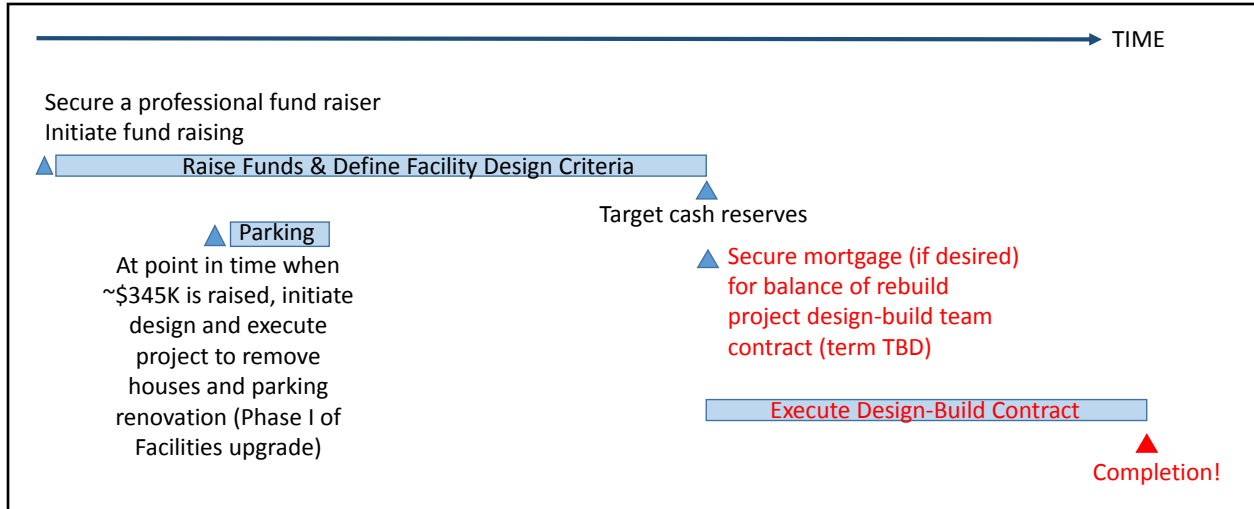 TIME
Secure a professional fund raiser
Initiate fund raising
Raise Funds & Define Facility Design Criteria
Target cash reserves
Parking
At point in time when
~$345K is raised, initiate
design and execute
project to remove
houses and parking
renovation (Phase I of
Facilities upgrade)
Secure mortgage (if desired)
for balance of rebuild
project design-build team
contract (term TBD)
Execute Design-Build Contract
Completion!